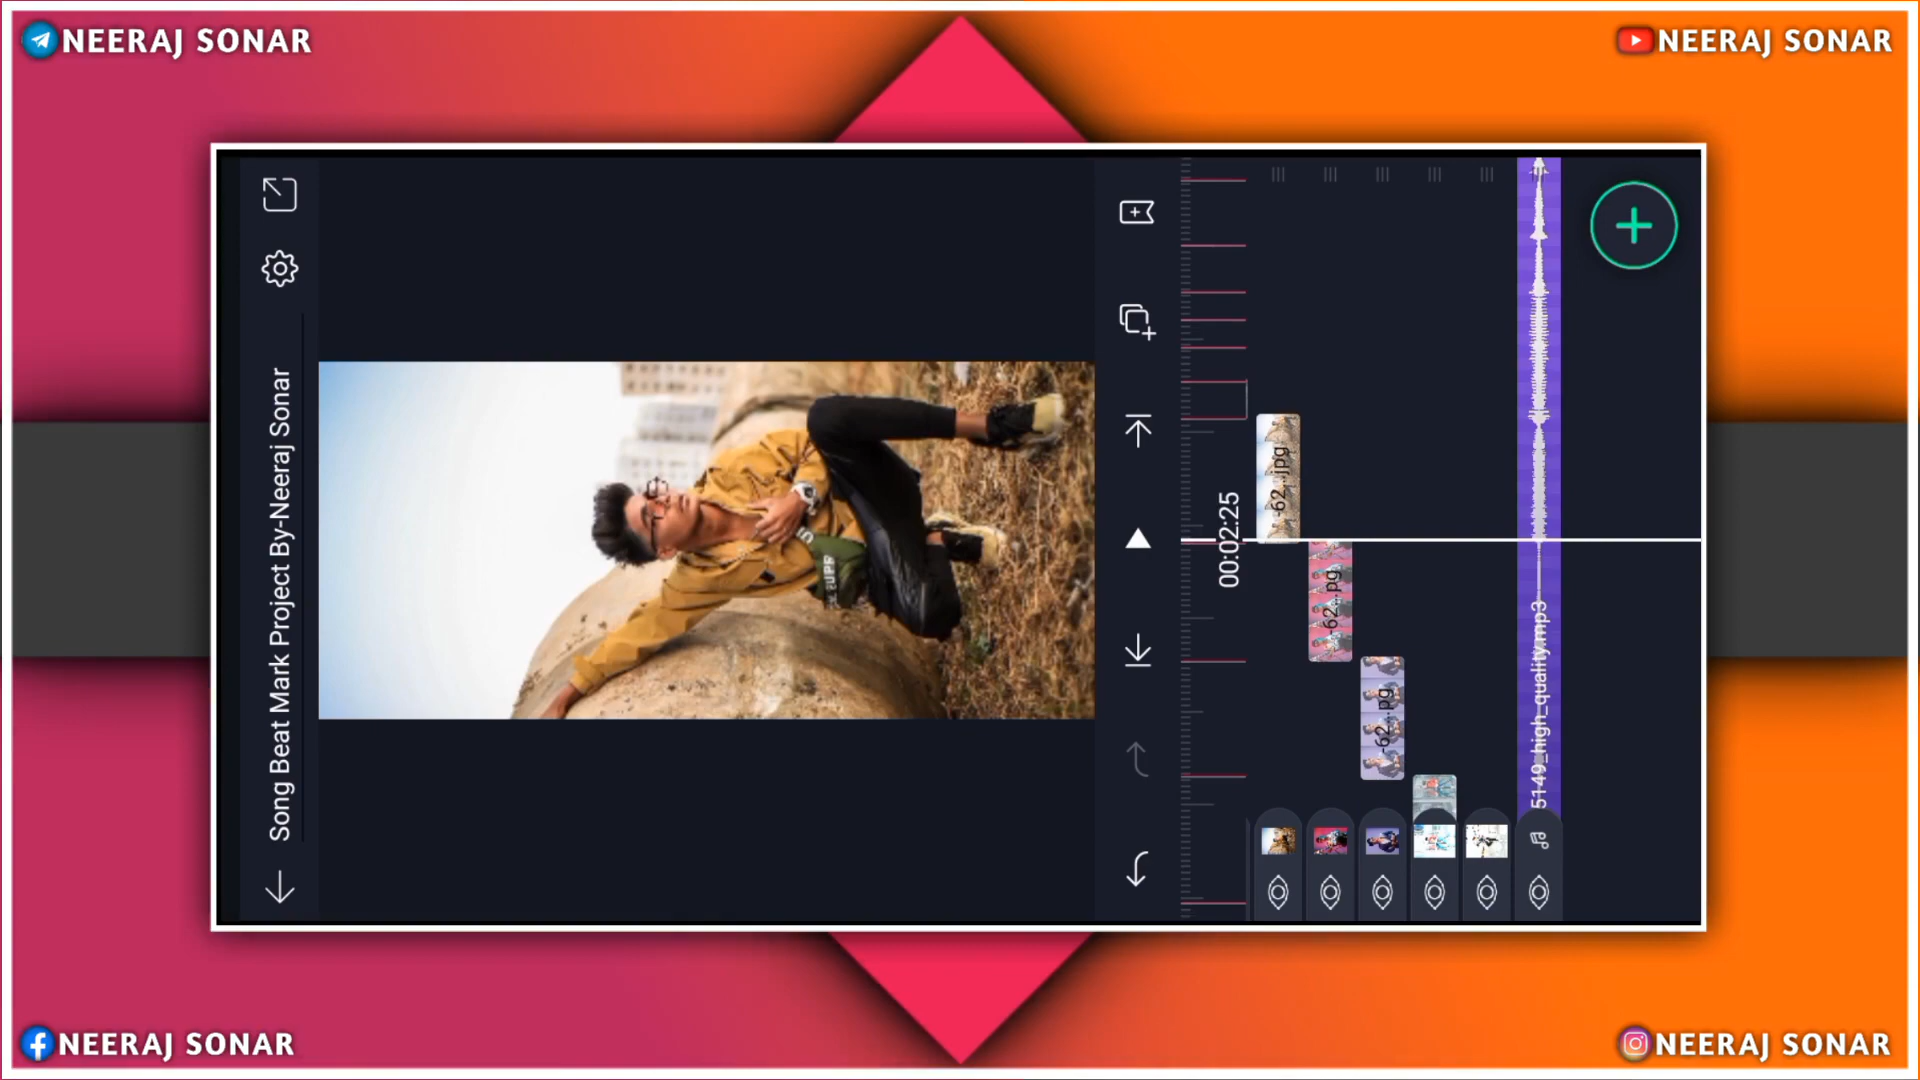 NEERAJ SONAR
NEERAJ SONAR
Song Beat Mark Project By-Neeraj Sonar
00:02:25
-62...jpg
-62...pg
-62...pg
5149_high_quality.mp3
NEERAJ SONAR
NEERAJ SONAR